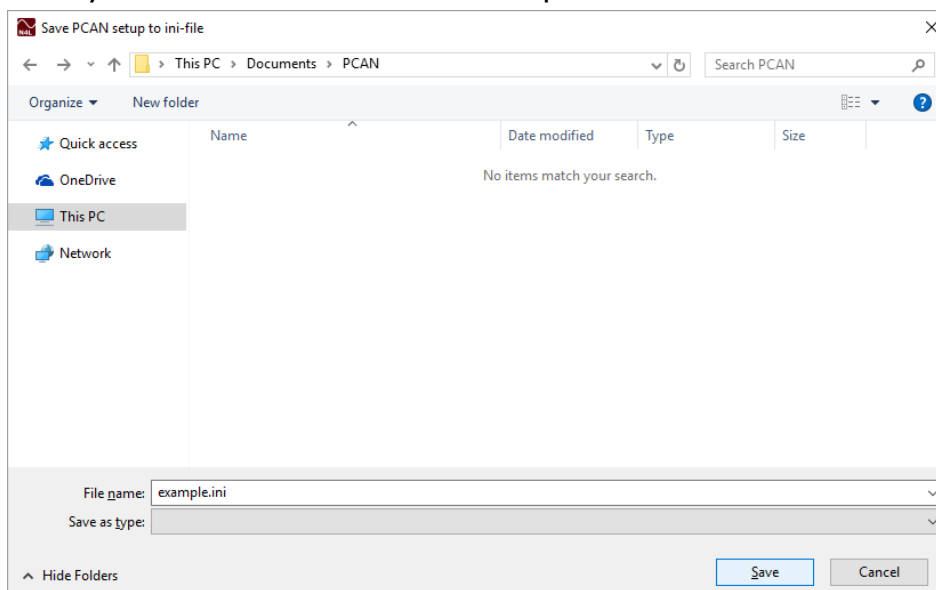 Save PCAN setup to ini-file
This PC > Documents > PCAN
Search PCAN
Organize
New folder
Name
Date modified
Type
Size
Quick access
No items match your search.
OneDrive
This PC
Network
File name: example.ini
Save as type:
Hide Folders
Save
Cancel